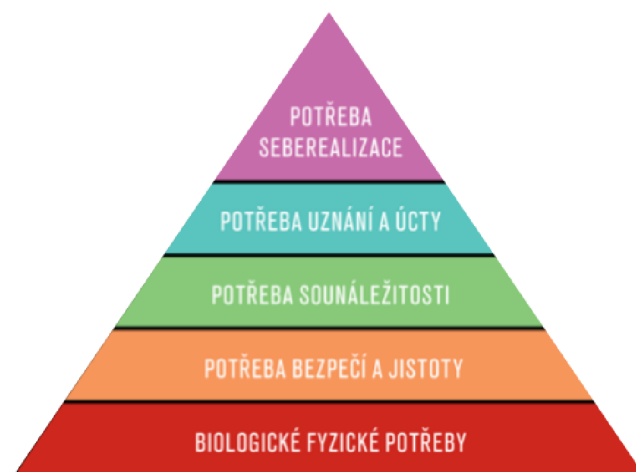 POTŘEBA
SEBEREALIZACE
POTŘEBA UZNÁNÍ A ÚCTY
POTŘEBA SOUNÁLEŽITOSTI
POTŘEBA BEZPEČÍ A JISTOTY
BIOLOGICKÉ FYZICKÉ POTŘEBY